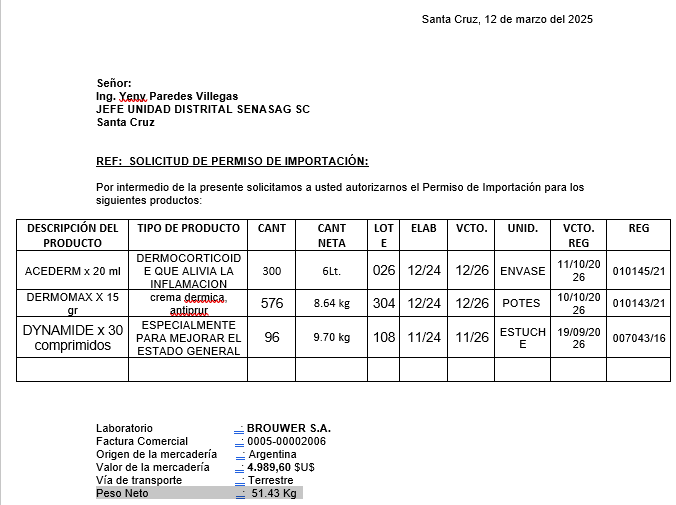 Santa Cruz, 12 de marzo del 2025
Señor:
Ing. Yeny Paredes Villegas
JEFE UNIDAD DISTRITAL SENASAG SC
Santa Cruz
REF: SOLICITUD DE PERMISO DE IMPORTACIÓN:
Por intermedio de la presente solicitamos a usted autorizarnos el Permiso de Importación para los
siguientes productos:
DESCRIPCIÓN DEL PRODUCTO TIPO DE PRODUCTO CANT CANT NETA LOTE ELAB VCTO. UNID. VCTO. REG REG
ACEDERM x 20 ml DERMOCORTICOIDE QUE ALIVIA LA INFLAMACION 300 6Lt. 026 12/24 12/26 ENVASE 11/10/2026 010145/21
DERMOMAX X 15 gr crema dermica, antiprur 576 8.64 kg 304 12/24 12/26 POTES 10/10/2026 010143/21
DYNAMIDE x 30 comprimidos ESPECIALMENTE PARA MEJORAR EL ESTADO GENERAL 96 9.70 kg 108 11/24 11/26 ESTUCHE 19/09/2026 007043/16
Laboratorio : BROUWER S.A.
Factura Comercial : 0005-00002006
Origen de la mercadería : Argentina
Valor de la mercadería : 4.989,60 $U$
Vía de transporte : Terrestre
Peso Neto : 51.43 Kg